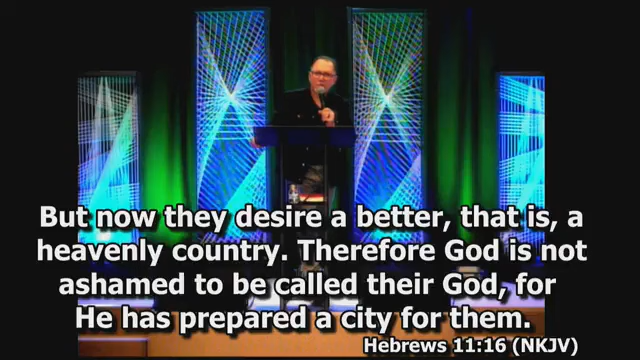 But now they desire a better, that is, a
heavenly country. Therefore God is not
ashamed to be called their God, for
He has prepared a city for them.
Hebrews 11:16 (NKJV)